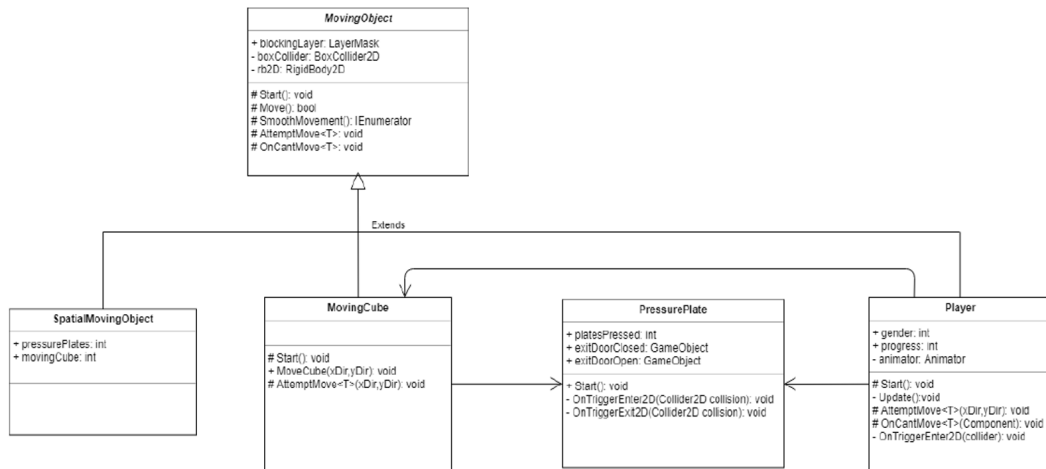 MovingObject
+ blockingLayer: LayerMask
- boxCollider: BoxCollider2D
- rb2D: RigidBody2D
# Start(): void
# Move(): bool
# SmoothMovement(): IEnumerator
# AttemptMove<T>: void
# OnCantMove<T>: void
Extends
SpatialMovingObject
+ pressurePlates: int
+ movingCube: int
MovingCube
# Start(): void
+ MoveCube(xDir,yDir): void
# AttemptMove<T>(xDir,yDir): void
PressurePlate
+ platesPressed: int
+ exitDoorClosed: GameObject
+ exitDoorOpen: GameObject
+ Start(): void
- OnTriggerEnter2D(Collider2D collision): void
- OnTriggerExit2D(Collider2D collision): void
Player
+ gender: int
+ progress: int
- animator: Animator
# Start(): void
- Update():void
# AttemptMove<T>(xDir,yDir): void
# OnCantMove<T>(Component): void
- OnTriggerEnter2D(collider): void